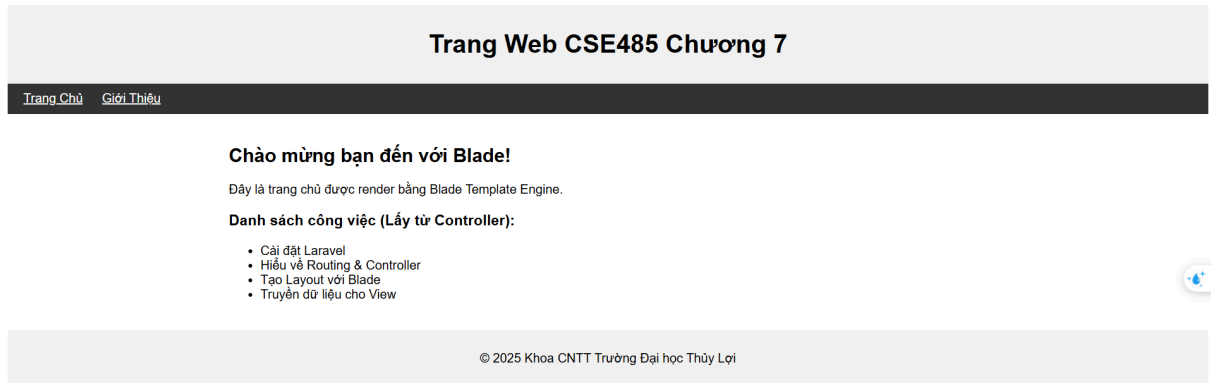 Trang Web CSE485 Chương 7
Trang Chủ Giới Thiệu
Chào mừng bạn đến với Blade!
Đây là trang chủ được render bằng Blade Template Engine.
Danh sách công việc (Lấy từ Controller):
• Cài đặt Laravel
• Hiểu về Routing & Controller
• Tạo Layout với Blade
• Truyền dữ liệu cho View
© 2025 Khoa CNTT Trường Đại học Thủy Lợi